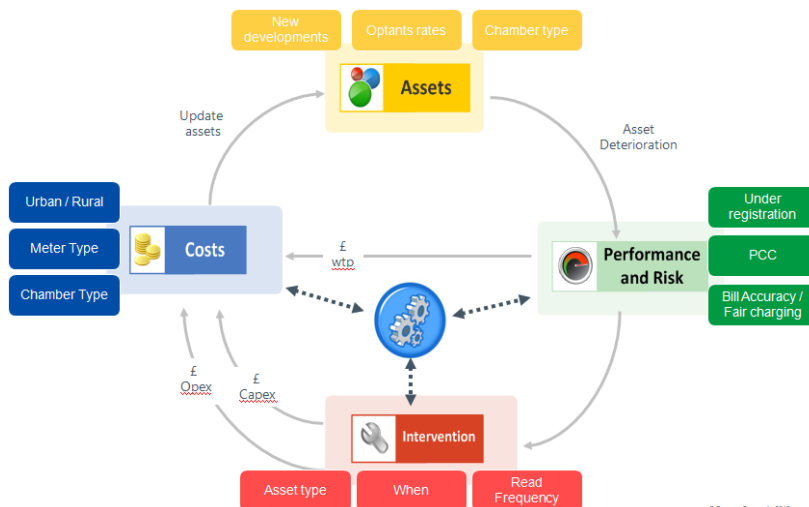 New
developments
Optants rates
Chamber type
Assets
Update
assets
Asset
Deterioration
Urban / Rural
Meter Type
Chamber Type
Costs
£
wtp
Performance
and Risk
Under
registration
PCC
Bill Accuracy /
Fair charging
£
Opex
£
Capex
Intervention
Asset type
When
Read
Frequency